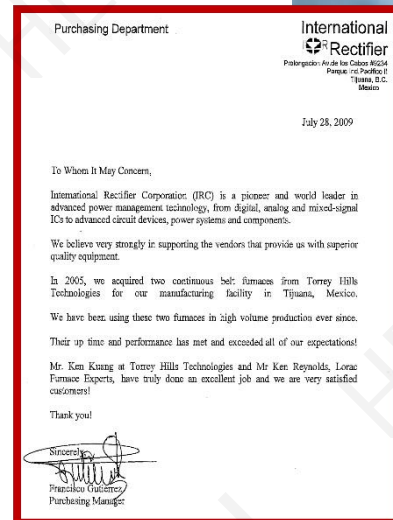 Purchasing Department
International
IR Rectifier
Prolongacion Av.de los Cabos #9234
Parque Ind.Pacifico II
Tijuana, B.C.
Mexico
July 28, 2009
To Whom It May Concern,
International Rectifier Corporation (IRC) is a pioneer and world leader in
advanced power management technology, from digital, analog and mixed-signal
ICs to advanced circuit devices, power systems and components.
We believe very strongly in supporting the vendors that provide us with superior
quality equipment.
In 2005, we acquired two continuous belt furnaces from Torrey Hills
Technologies for our manufacturing facility in Tijuana, Mexico.
We have been using these two furnaces in high volume production ever since.
Their up time and performance has met and exceeded all of our expectations!
Mr. Ken Kuang at Torrey Hills Technologies and Mr Ken Reynolds, Lorac
Furnace Experts, have truly done an excellent job and we are very satisfied
customers!
Thank you!
Sincerely
Francisco Gutierrez
Purchasing Manager